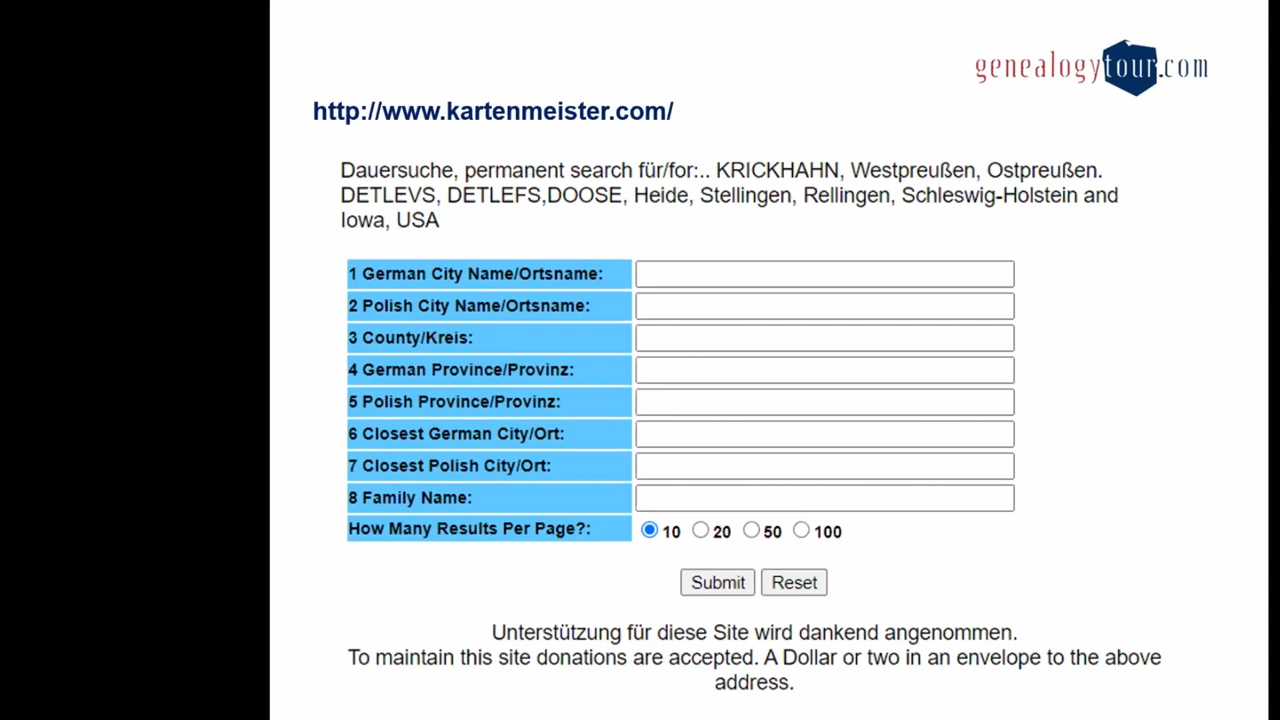 genealogytour.com
http://www.kartenmeister.com/
Dauersuche, permanent search für/for:.. KRICKHAHN, Westpreußen, Ostpreußen.
DETLEVS, DETLEFS,DOOSE, Heide, Stellingen, Rellingen, Schleswig-Holstein and
Iowa, USA
1 German City Name/Ortsname:
2 Polish City Name/Ortsname:
3 County/Kreis:
4 German Province/Provinz:
5 Polish Province/Provinz:
6 Closest German City/Ort:
7 Closest Polish City/Ort:
8 Family Name:
How Many Results Per Page?: 10 20 50 100
Submit Reset
Unterstützung für diese Site wird dankend angenommen.
To maintain this site donations are accepted. A Dollar or two in an envelope to the above
address.